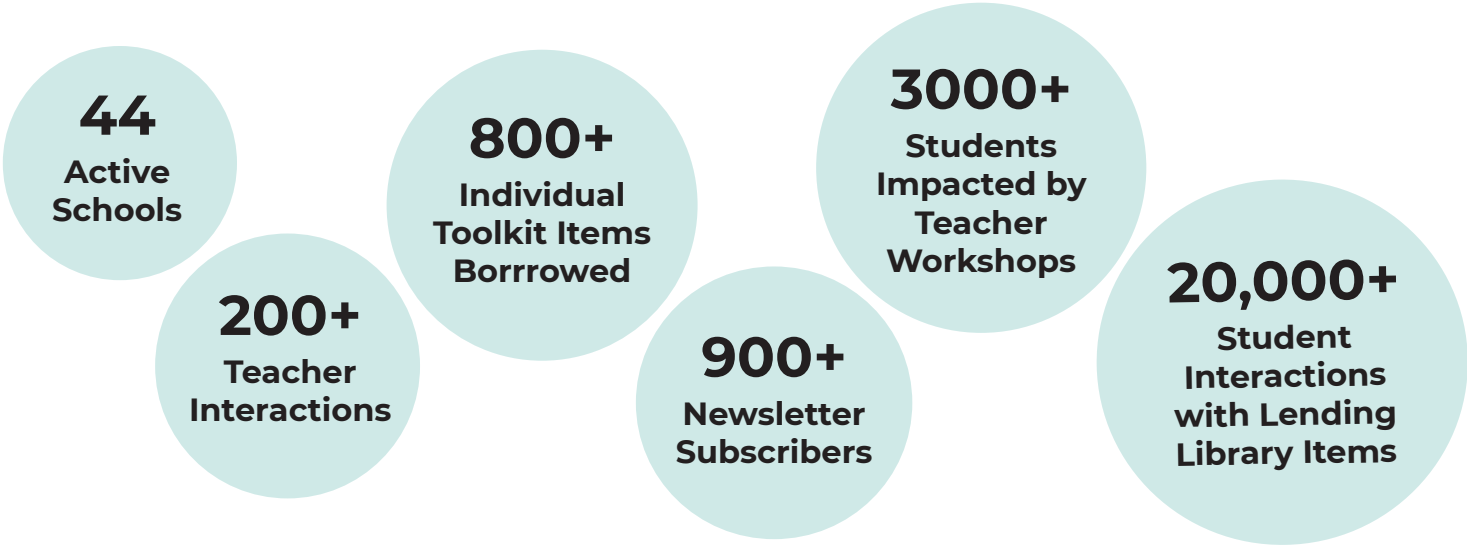 44
Active
Schools
200+
Teacher
Interactions
800+
Individual
Toolkit Items
Borrrowed
900+
Newsletter
Subscribers
3000+
Students
Impacted by
Teacher
Workshops
20,000+
Student
Interactions
with Lending
Library Items